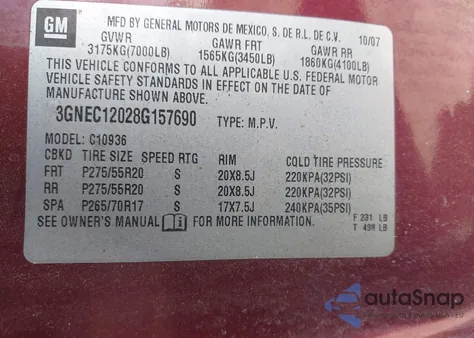 GM
MFD BY GENERAL MOTORS DE MEXICO, S. DE R.L. DE C.V. 10/07
GVWR GAWR FRT GAWR RR
3175KG(7000LB) 1565KG(3450LB) 1860KG(4100LB)
THIS VEHICLE CONFORMS TO ALL APPLICABLE U.S. FEDERAL MOTOR
VEHICLE SAFETY STANDARDS IN EFFECT ON THE DATE OF
MANUFACTURE SHOWN ABOVE.
3GNEC12028G157690 TYPE: M.P.V.
MODEL: C10936
CBKD TIRE SIZE SPEED RTG RIM COLD TIRE PRESSURE
FRT P275/55R20 S 20X8.5J 220KPA(32PSI)
RR P275/55R20 S 20X8.5J 220KPA(32PSI)
SPA P265/70R17 S 17X7.5J 240KPA(35PSI)
SEE OWNER'S MANUAL FOR MORE INFORMATION.
F 231 LB
T 498 LB
autoSnap